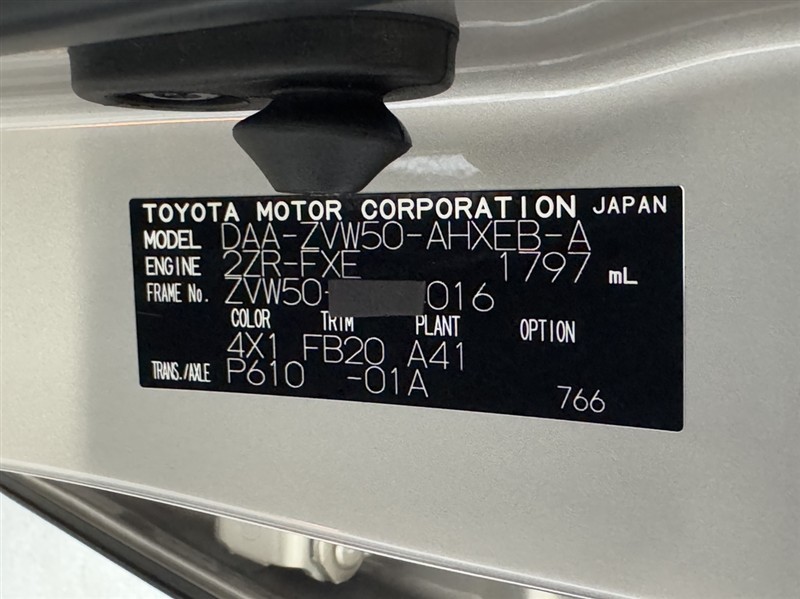 TOYOTA MOTOR CORPORATION JAPAN
MODEL DAA-ZVW50-AHXEB-A
ENGINE 2ZR-FXE 1797 mL
FRAME No. ZVW50- 016
COLOR TRIM PLANT OPTION
4X1 FB20 A41
TRANS./AXLE P610 -01A
766